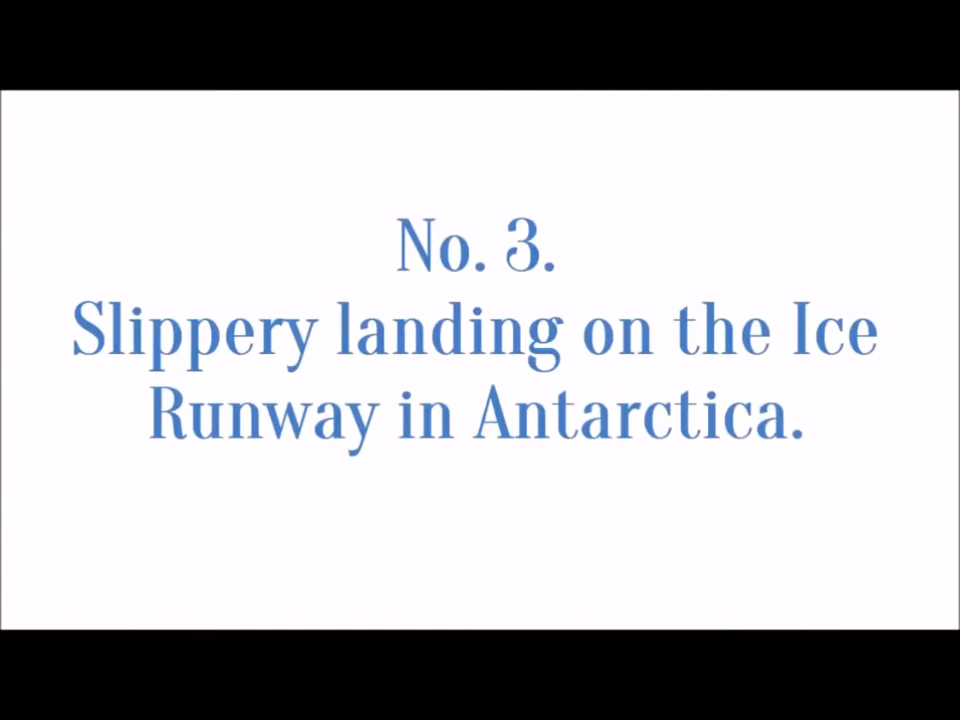 No. 3.
Slippery landing on the Ice
Runway in Antarctica.